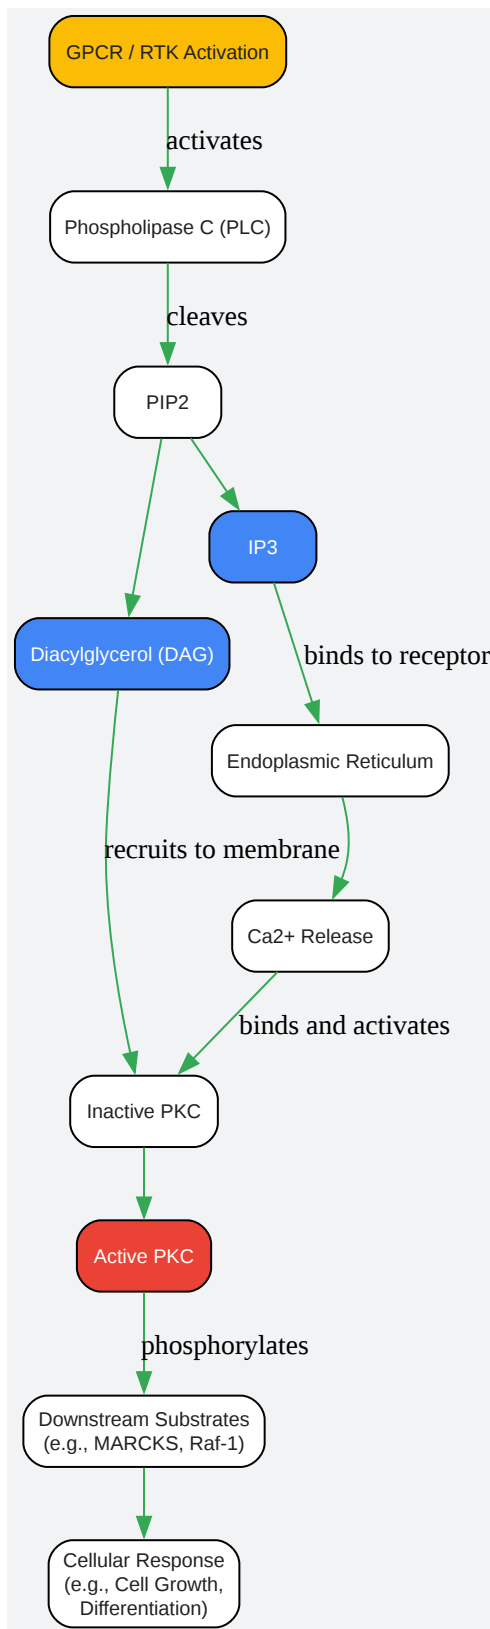 GPCR / RTK Activation
activates
Phospholipase C (PLC)
cleaves
PIP2
IP3
Diacylglycerol (DAG)
binds to receptor
Endoplasmic Reticulum
recruits to membrane
Ca2+ Release
binds and activates
Inactive PKC
Active PKC
phosphorylates
Downstream Substrates
(e.g., MARCKS, Raf-1)
Cellular Response
(e.g., Cell Growth,
Differentiation)